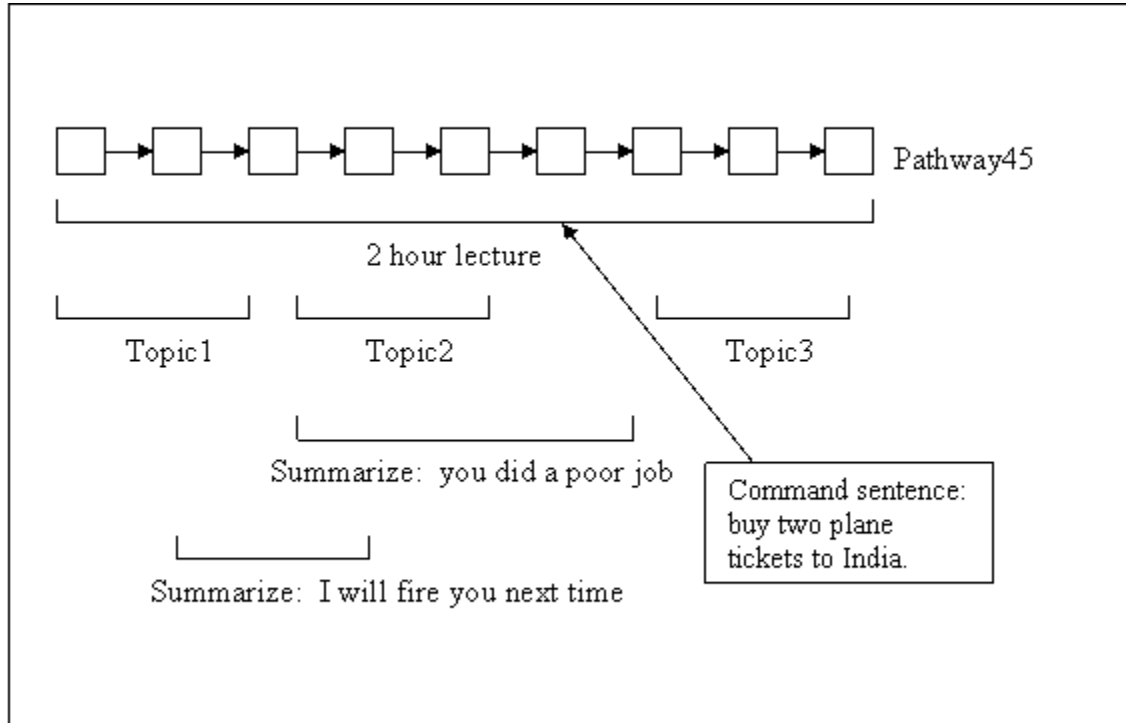 Pathway45
2 hour lecture
Topic1
Topic2
Topic3
Summarize: you did a poor job
Command sentence:
buy two plane
tickets to India.
Summarize: I will fire you next time